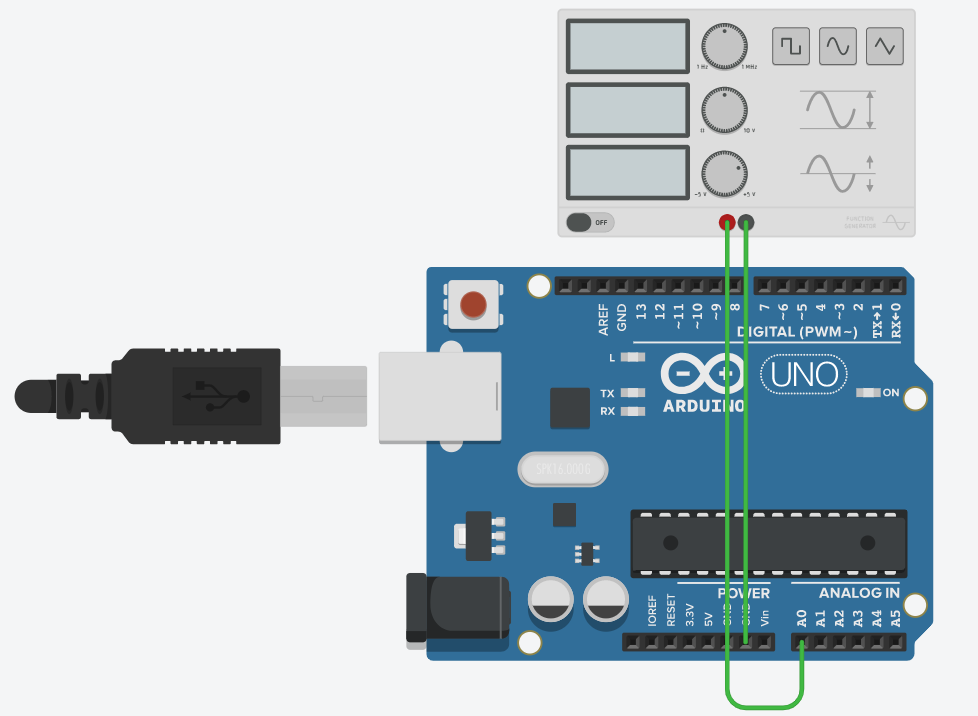 1 Hz 1 MHz
0 10 V
-5 V +5 V
OFF
FUNCTION
GENERATOR
AREF
GND
13
12
~11
~10
~9
8
7
~6
~5
4
~3
2
TX→1
RX←0
DIGITAL (PWM~)
L
TX
RX
ARDUINO
UNO
ON
SPK16.000G
POWER
ANALOG IN
IOREF
RESET
3.3V
5V
GND
GND
Vin
A0
A1
A2
A3
A4
A5